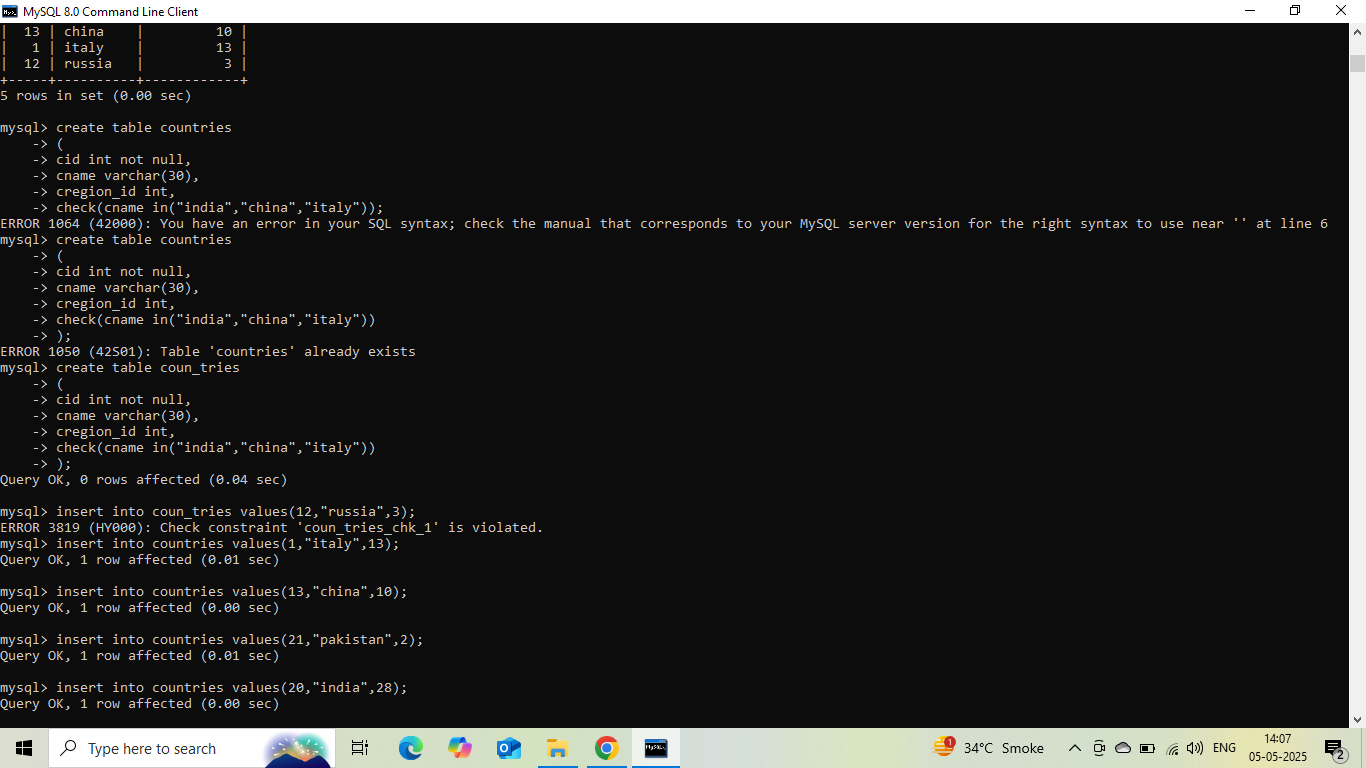 MySQL 8.0 Command Line Client
|  13 | china    |         10 |
|   1 | italy    |         13 |
|  12 | russia   |          3 |
+-----+----------+------------+
5 rows in set (0.00 sec)
mysql> create table countries
    -> (
    -> cid int not null,
    -> cname varchar(30),
    -> cregion_id int,
    -> check(cname in("india","china","italy"));
ERROR 1064 (42000): You have an error in your SQL syntax; check the manual that corresponds to your MySQL server version for the right syntax to use near '' at line 6
mysql> create table countries
    -> (
    -> cid int not null,
    -> cname varchar(30),
    -> cregion_id int,
    -> check(cname in("india","china","italy"))
    -> );
ERROR 1050 (42S01): Table 'countries' already exists
mysql> create table coun_tries
    -> (
    -> cid int not null,
    -> cname varchar(30),
    -> cregion_id int,
    -> check(cname in("india","china","italy"))
    -> );
Query OK, 0 rows affected (0.04 sec)
mysql> insert into coun_tries values(12,"russia",3);
ERROR 3819 (HY000): Check constraint 'coun_tries_chk_1' is violated.
mysql> insert into countries values(1,"italy",13);
Query OK, 1 row affected (0.01 sec)
mysql> insert into countries values(13,"china",10);
Query OK, 1 row affected (0.00 sec)
mysql> insert into countries values(21,"pakistan",2);
Query OK, 1 row affected (0.01 sec)
mysql> insert into countries values(20,"india",28);
Query OK, 1 row affected (0.00 sec)
Type here to search
1
34°C Smoke
ENG
14:07
05-05-2025
2